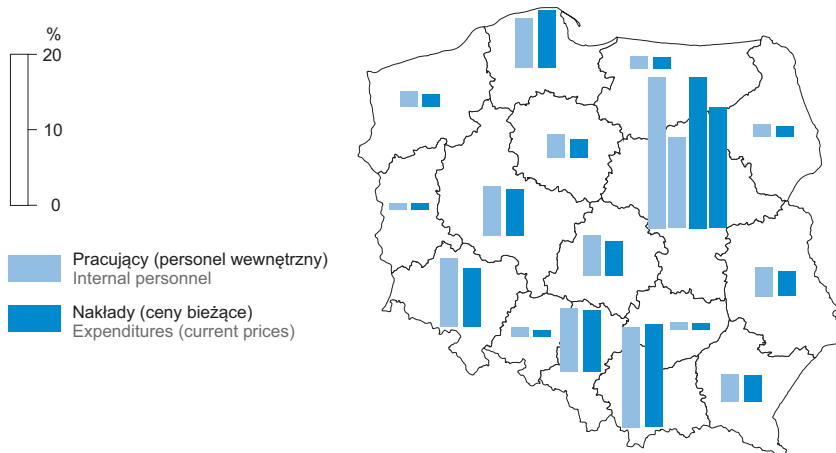 %
20
10
0
Pracujący (personel wewnętrzny)
Internal personnel
Nakłady (ceny bieżące)
Expenditures (current prices)